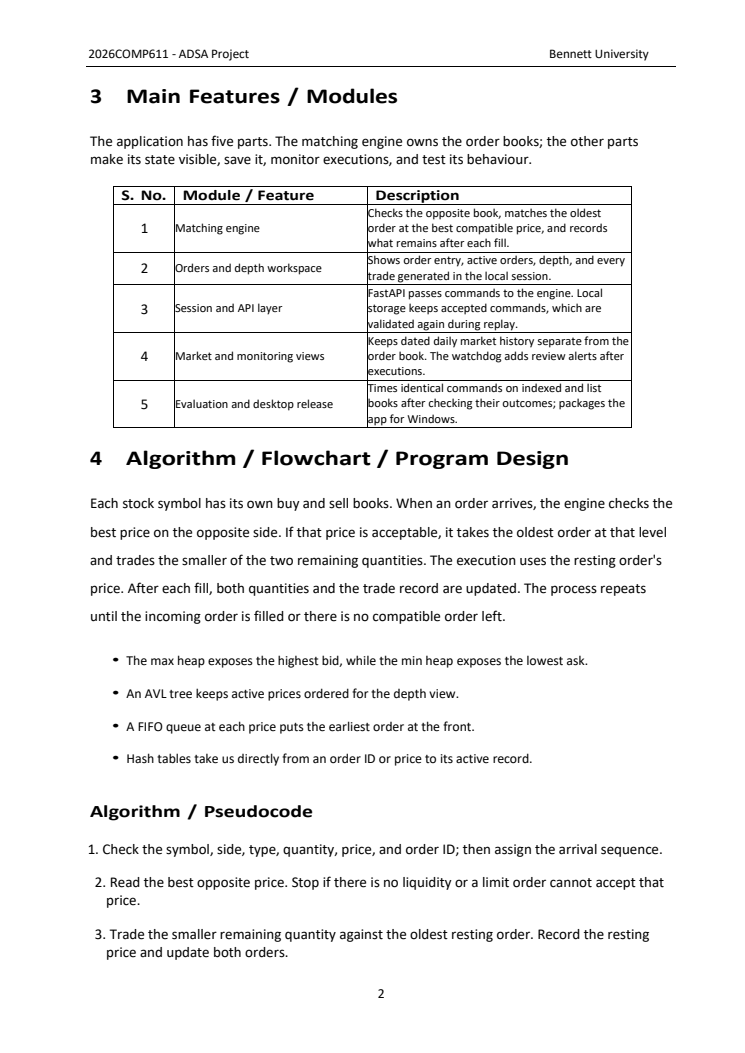 2026COMP611 - ADSA Project Bennett University
3 Main Features / Modules
The application has five parts. The matching engine owns the order books; the other parts
make its state visible, save it, monitor executions, and test its behaviour.
S. No. Module / Feature Description
1 Matching engine Checks the opposite book, matches the oldest
order at the best compatible price, and records
what remains after each fill.
2 Orders and depth workspace Shows order entry, active orders, depth, and every
trade generated in the local session.
3 Session and API layer FastAPI passes commands to the engine. Local
storage keeps accepted commands, which are
validated again during replay.
4 Market and monitoring views Keeps dated daily market history separate from the
order book. The watchdog adds review alerts after
executions.
5 Evaluation and desktop release Times identical commands on indexed and list
books after checking their outcomes; packages the
app for Windows.
4 Algorithm / Flowchart / Program Design
Each stock symbol has its own buy and sell books. When an order arrives, the engine checks the
best price on the opposite side. If that price is acceptable, it takes the oldest order at that level
and trades the smaller of the two remaining quantities. The execution uses the resting order's
price. After each fill, both quantities and the trade record are updated. The process repeats
until the incoming order is filled or there is no compatible order left.
• The max heap exposes the highest bid, while the min heap exposes the lowest ask.
• An AVL tree keeps active prices ordered for the depth view.
• A FIFO queue at each price puts the earliest order at the front.
• Hash tables take us directly from an order ID or price to its active record.
Algorithm / Pseudocode
1. Check the symbol, side, type, quantity, price, and order ID; then assign the arrival sequence.
2. Read the best opposite price. Stop if there is no liquidity or a limit order cannot accept that
price.
3. Trade the smaller remaining quantity against the oldest resting order. Record the resting
price and update both orders.
2